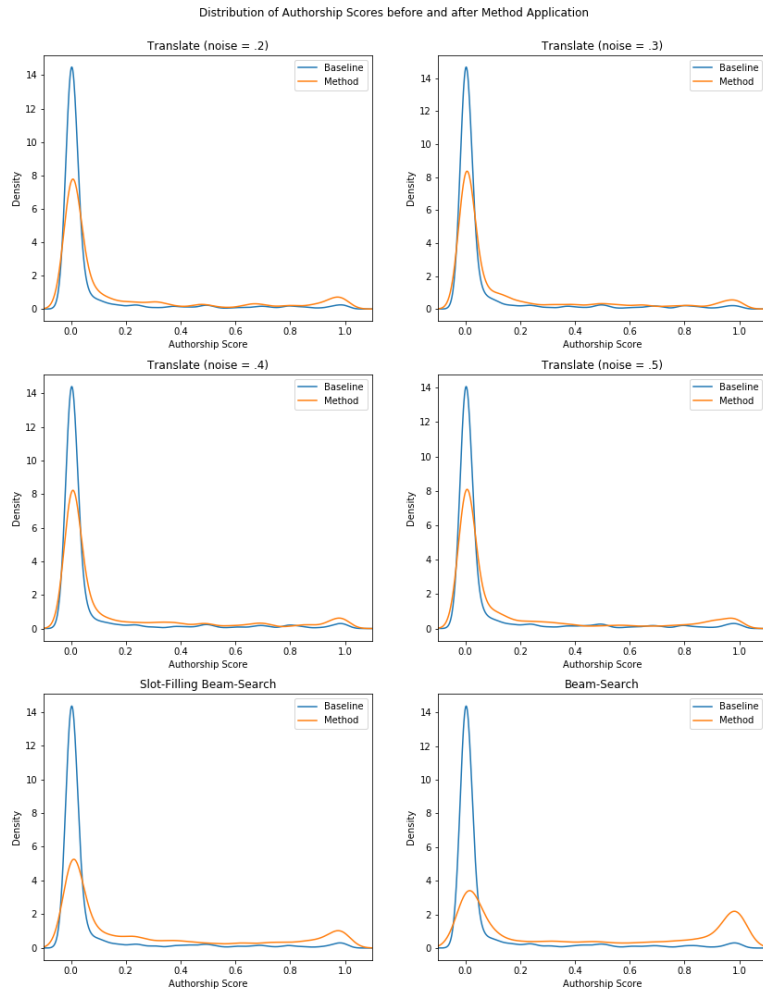 Distribution of Authorship Scores before and after Method Application
Translate (noise = .2)
Baseline
Method
Density
14
12
10
8
6
4
2
0
0.0 0.2 0.4 0.6 0.8 1.0
Authorship Score
Translate (noise = .3)
Baseline
Method
Density
14
12
10
8
6
4
2
0
0.0 0.2 0.4 0.6 0.8 1.0
Authorship Score
Translate (noise = .4)
Baseline
Method
Density
14
12
10
8
6
4
2
0
0.0 0.2 0.4 0.6 0.8 1.0
Authorship Score
Translate (noise = .5)
Baseline
Method
Density
14
12
10
8
6
4
2
0
0.0 0.2 0.4 0.6 0.8 1.0
Authorship Score
Slot-Filling Beam-Search
Baseline
Method
Density
14
12
10
8
6
4
2
0
0.0 0.2 0.4 0.6 0.8 1.0
Authorship Score
Beam-Search
Baseline
Method
Density
14
12
10
8
6
4
2
0
0.0 0.2 0.4 0.6 0.8 1.0
Authorship Score